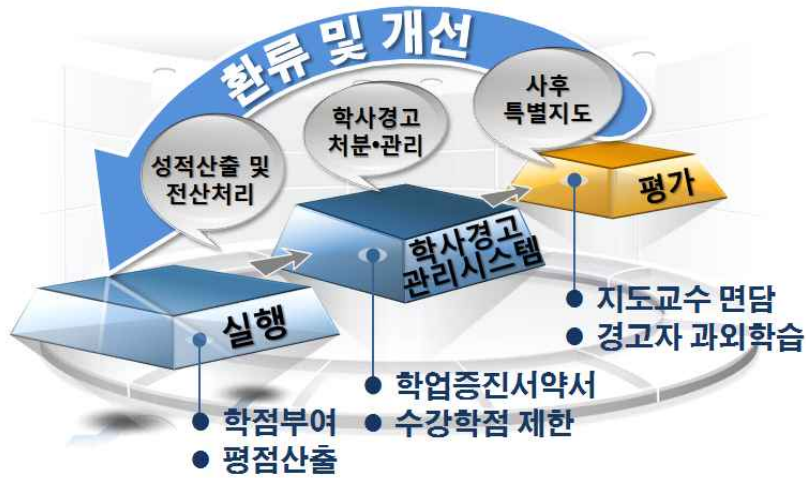 환류 및 개선
성적산출 및
전산처리
학사경고
처분•관리
사후
특별지도
실행
학사경고
관리시스템
평가
● 학점부여
● 평점산출
● 학업증진서약서
● 수강학점 제한
● 지도교수 면담
● 경고자 과외학습